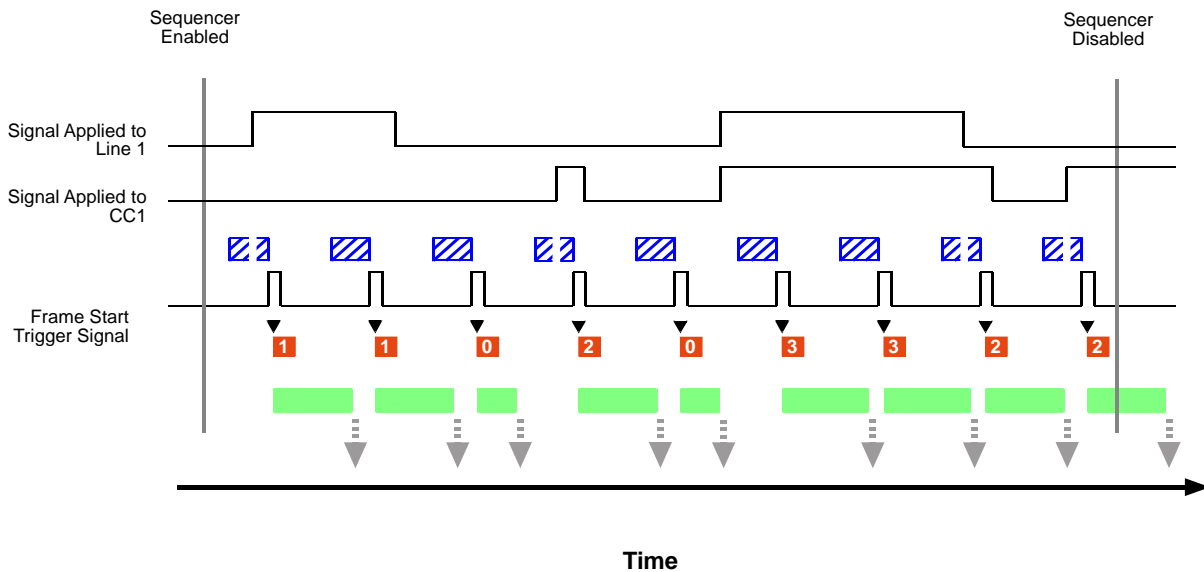 Sequencer
Enabled
Sequencer
Disabled
Signal Applied to
Line 1
Signal Applied to
CC1
Frame Start
Trigger Signal
1 1 0 2 0 3 3 2 2
Time